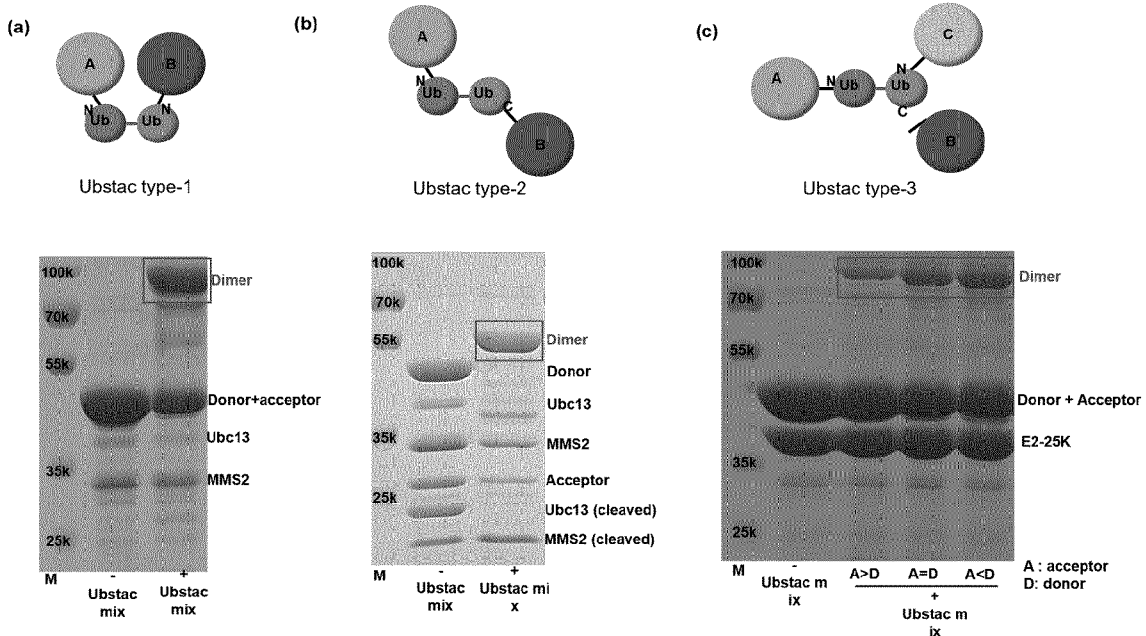 (a)
A
B
N
N
Ub
Ub
Ubstac type-1
100k
70k
55k
35k
25k
Dimer
Donor+acceptor
Ubc13
MMS2
M
-
+
Ubstac
mix
Ubstac
mix
(b)
A
N
Ub
Ub
C
B
Ubstac type-2
100k
70k
55k
35k
25k
Dimer
Donor
Ubc13
MMS2
Acceptor
Ubc13 (cleaved)
MMS2 (cleaved)
M
-
+
Ubstac
mix
Ubstac mi
x
(c)
A
N
Ub
N
Ub
C
C
B
Ubstac type-3
100k
70k
55k
35k
25k
Dimer
Donor + Acceptor
E2-25K
M
-
Ubstac m
ix
A>D
A=D
A<D
+
Ubstac m
ix
A : acceptor
D: donor